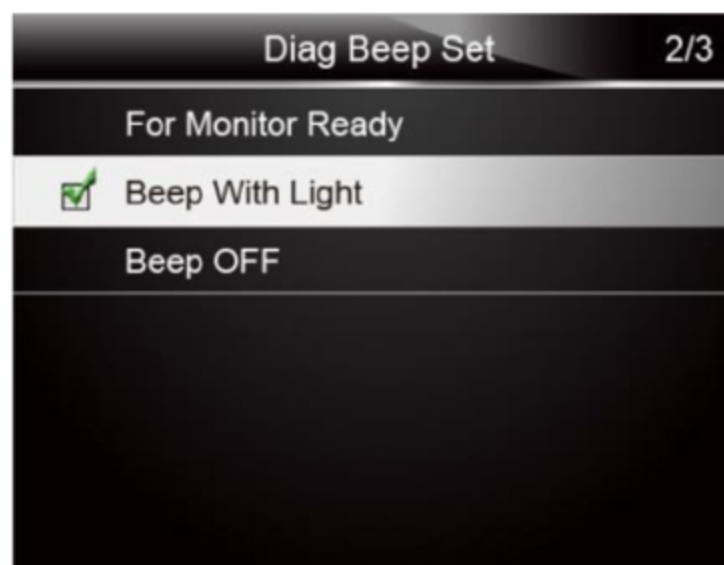 Diag Beep Set 2/3
For Monitor Ready
Beep With Light
Beep OFF